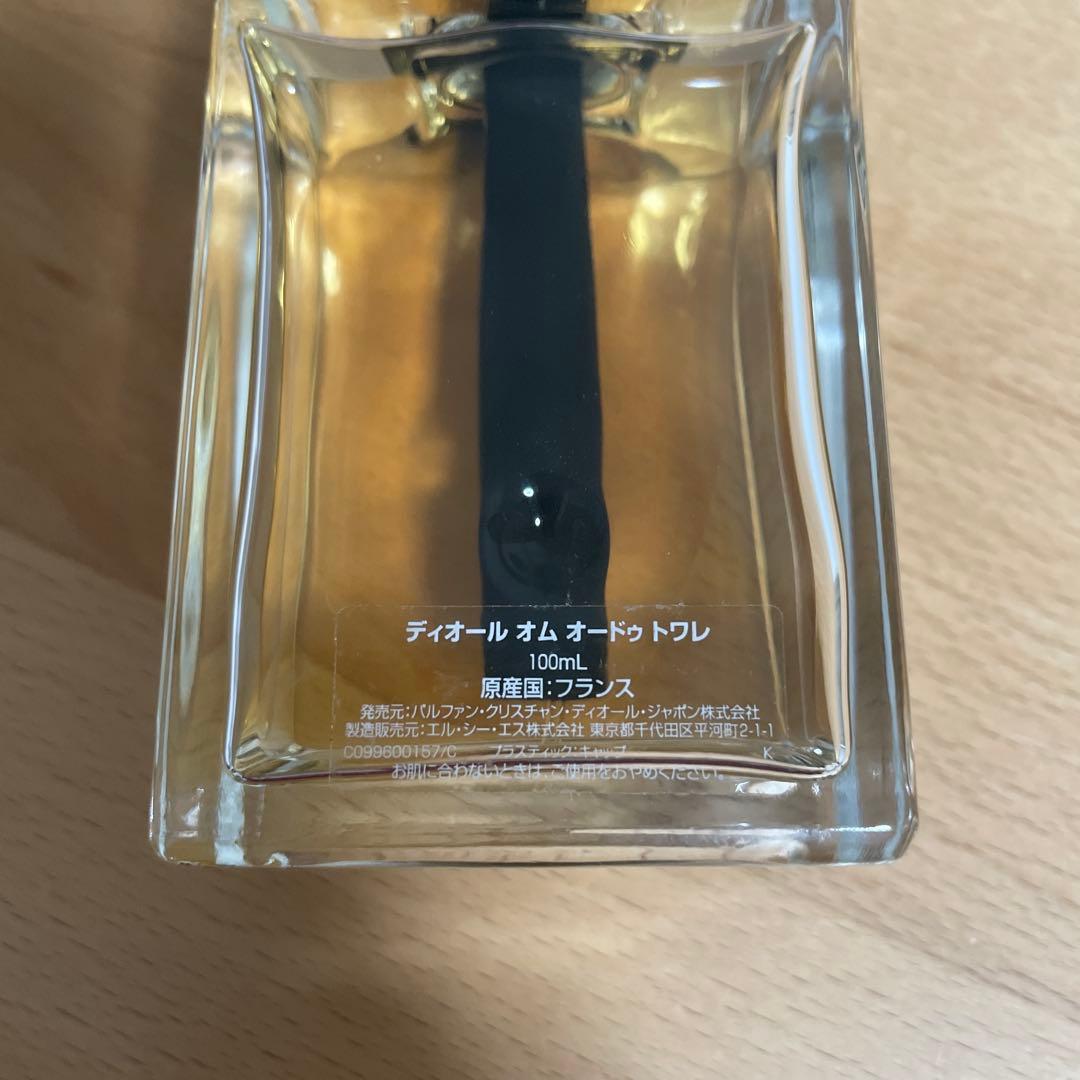 ディオール オム オードゥ トワレ
100mL
原産国:フランス
発売元:パルファン・クリスチャン・ディオール・ジャポン株式会社
製造販売元:エル・シー・エス株式会社 東京都千代田区平河町2-1-1
C099600157/C プラスティック:キャップ K
お肌に合わないときは、ご使用をおやめください。